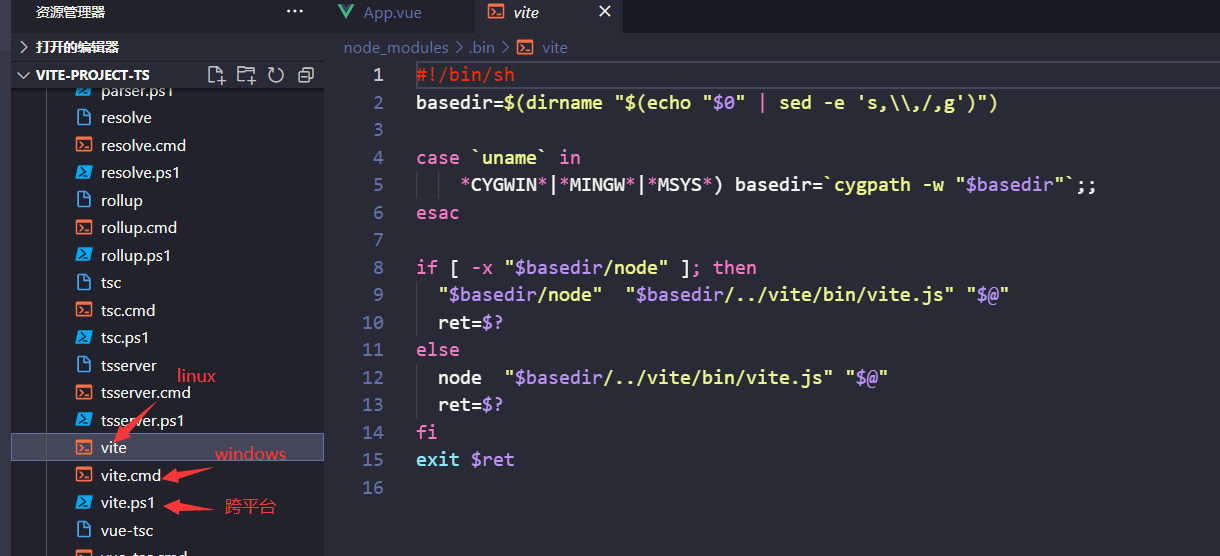 资源管理器
···
App.vue
vite
打开的编辑器
node_modules > .bin > vite
VITE-PROJECT-TS
parser.ps1
resolve
resolve.cmd
resolve.ps1
rollup
rollup.cmd
rollup.ps1
tsc
tsc.cmd
tsc.ps1
tsserver
linux
tsserver.cmd
tsserver.ps1
vite
windows
vite.cmd
vite.ps1
跨平台
vue-tsc
vue-tsc.cmd
1 #!/bin/sh
2 basedir=$(dirname "$(echo "$0" | sed -e 's,\\,/,g')")
3
4 case `uname` in
5     *CYGWIN*|*MINGW*|*MSYS*) basedir=`cygpath -w "$basedir"`;;
6 esac
7
8 if [ -x "$basedir/node" ]; then
9   "$basedir/node"  "$basedir/../vite/bin/vite.js" "$@"
10   ret=$?
11 else
12   node  "$basedir/../vite/bin/vite.js" "$@"
13   ret=$?
14 fi
15 exit $ret
16